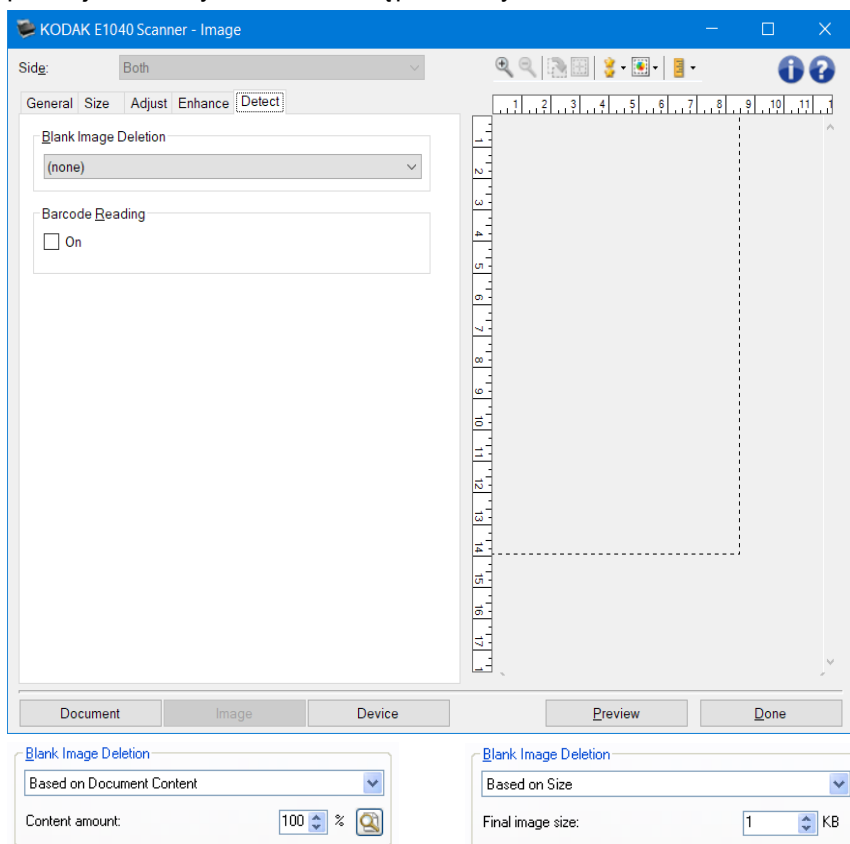 KODAK E1040 Scanner - Image
Side: Both
General Size Adjust Enhance Detect
Blank Image Deletion
(none)
Barcode Reading
On
1 2 3 4 5 6 7 8 9 10 11 1
1
2
3
4
5
6
7
8
9
10
11
12
13
14
15
16
17
1
Document Image Device Preview Done
Blank Image Deletion
Based on Document Content
Content amount: 100 %
Blank Image Deletion
Based on Size
Final image size: 1 KB